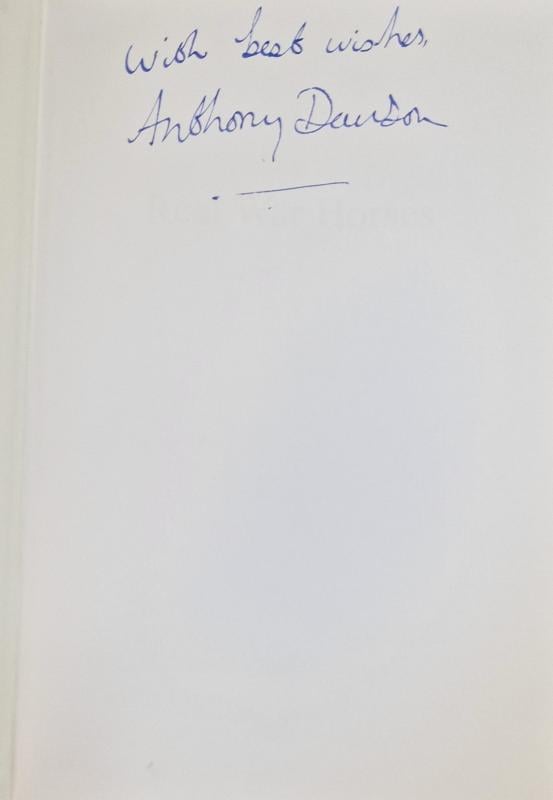 With best wishes,
Anthony Dawson
Real War Horses